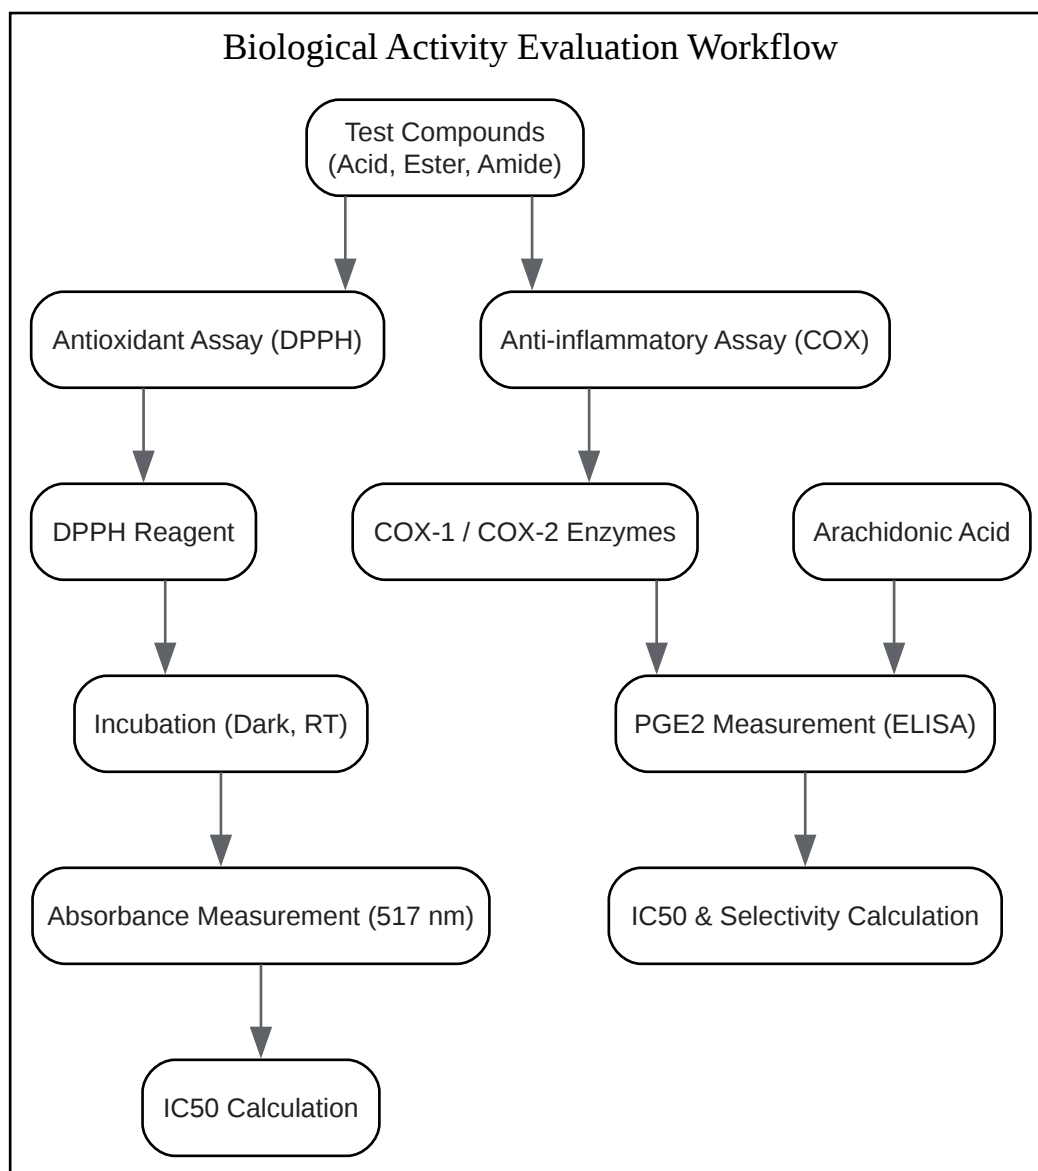 Biological Activity Evaluation Workflow
Test Compounds
(Acid, Ester, Amide)
Antioxidant Assay (DPPH)
Anti-inflammatory Assay (COX)
DPPH Reagent
COX-1 / COX-2 Enzymes
Arachidonic Acid
Incubation (Dark, RT)
PGE2 Measurement (ELISA)
Absorbance Measurement (517 nm)
IC50 & Selectivity Calculation
IC50 Calculation